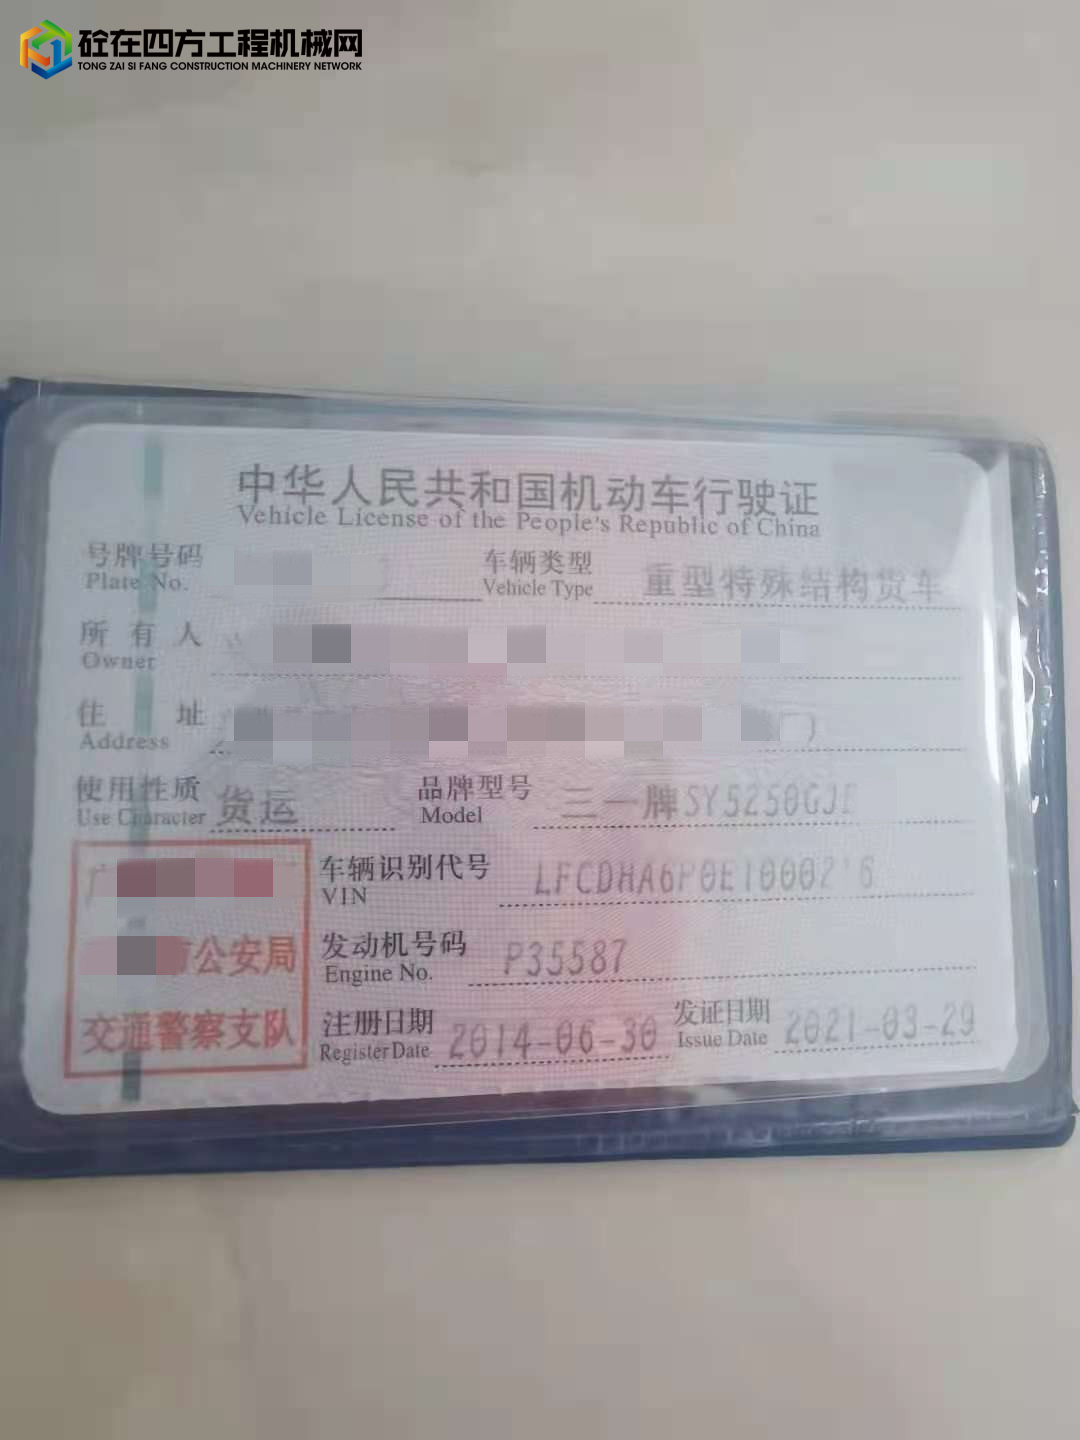 砼在四方工程机械网
TONG ZAI SI FANG CONSTRUCTION MACHINERY NETWORK
中华人民共和国机动车行驶证
Vehicle License of the People's Republic of China
号牌号码 车辆类型 重型特殊结构货车
Plate No. Vehicle Type
所有人
Owner
住址
Address
使用性质 货运 品牌型号 三一牌SY5250GJ
Use Character Model
车辆识别代号
VIN
市公安局 发动机号码 P35587
Engine No.
交通警察支队 注册日期 2014-06-30 发证日期 2021-03-29
Register Date Issue Date